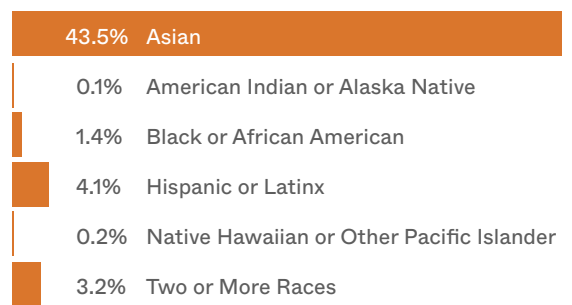 43.5% Asian
0.1% American Indian or Alaska Native
1.4% Black or African American
4.1% Hispanic or Latinx
0.2% Native Hawaiian or Other Pacific Islander
3.2% Two or More Races